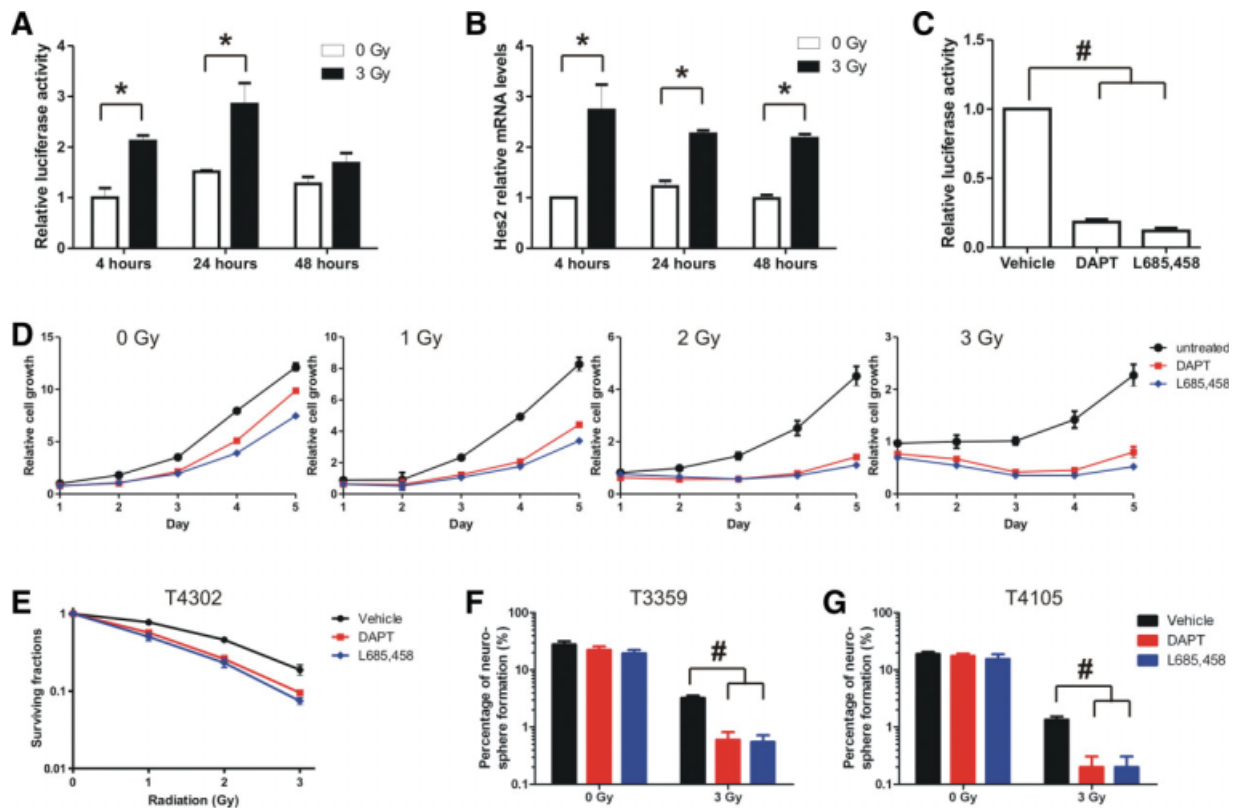 A
Relative luciferase activity
4
3
2
1
0
*
*
0 Gy
3 Gy
4 hours
24 hours
48 hours
B
Hes2 relative mRNA levels
4
3
2
1
0
*
*
*
0 Gy
3 Gy
4 hours
24 hours
48 hours
C
Relative luciferase activity
1.5
1.0
0.5
0.0
#
Vehicle
DAPT
L685,458
D
0 Gy
Relative cell growth
15
10
5
0
1 2 3 4 5
Day
1 Gy
Relative cell growth
10
8
6
4
2
0
1 2 3 4 5
Day
2 Gy
Relative cell growth
6
4
2
0
1 2 3 4 5
Day
3 Gy
Relative cell growth
3
2
1
0
1 2 3 4 5
Day
untreated
DAPT
L685,458
E
T4302
Surviving fractions
1
0.1
0.01
0 1 2 3
Radiation (Gy)
Vehicle
DAPT
L685,458
F
T3359
Percentage of neuro-
sphere formation (%)
100
10
1
0.1
#
0 Gy
3 Gy
G
T4105
Percentage of neuro-
sphere formation (%)
100
10
1
0.1
#
0 Gy
3 Gy
Vehicle
DAPT
L685,458